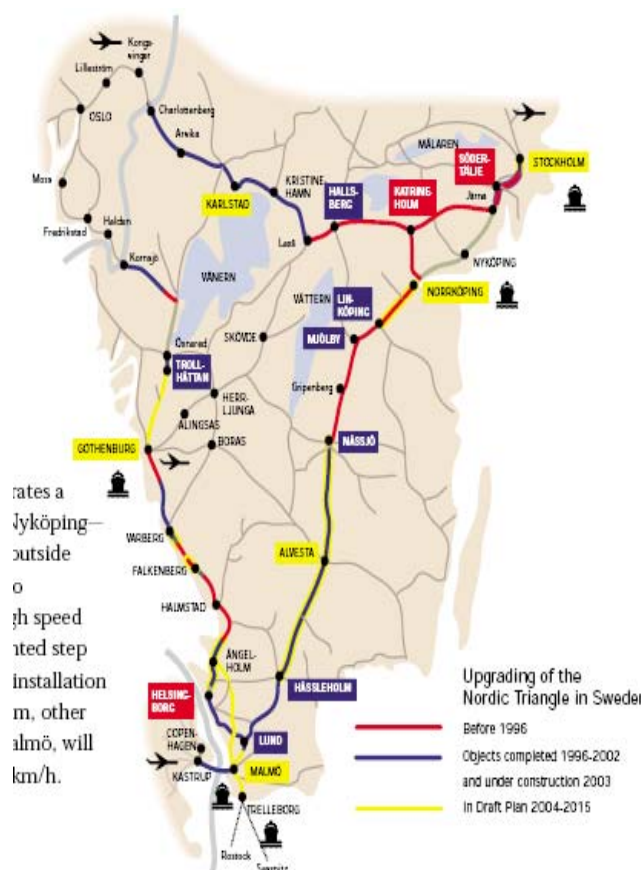 Kongs-
vinger
Lilleström
OSLO
Charlottenberg
Arvika
Moss
Fredrikstad
Halden
Kornsjö
KARLSTAD
KRISTINE-
HAMN
HALLS-
BERG
Laxå
MÄLAREN
SÖDER-
TÄLJE
STOCKHOLM
KATRINE-
HOLM
Järna
NYKÖPING
NORRKÖPING
VÄNERN
VÄTTERN
LIN-
KÖPING
MJÖLBY
SKÖVDE
Öxnered
TROLL-
HÄTTAN
Gripenberg
HERR-
LJUNGA
ALINGSÅS
BORÅS
GOTHENBURG
NÄSSJÖ
rates a
Nyköping—
outside
o
gh speed
nted step
installation
m, other
almö, will
km/h.
VARBERG
FALKENBERG
HALMSTAD
ALVESTA
ÄNGEL-
HOLM
HÄSSLEHOLM
HELSING-
BORG
COPEN-
HAGEN
KASTRUP
LUND
MALMÖ
TRELLEBORG
Rostock
Upgrading of the
Nordic Triangle in Sweden
Before 1996
Objects completed 1996-2002
and under construction 2003
In Draft Plan 2004-2015